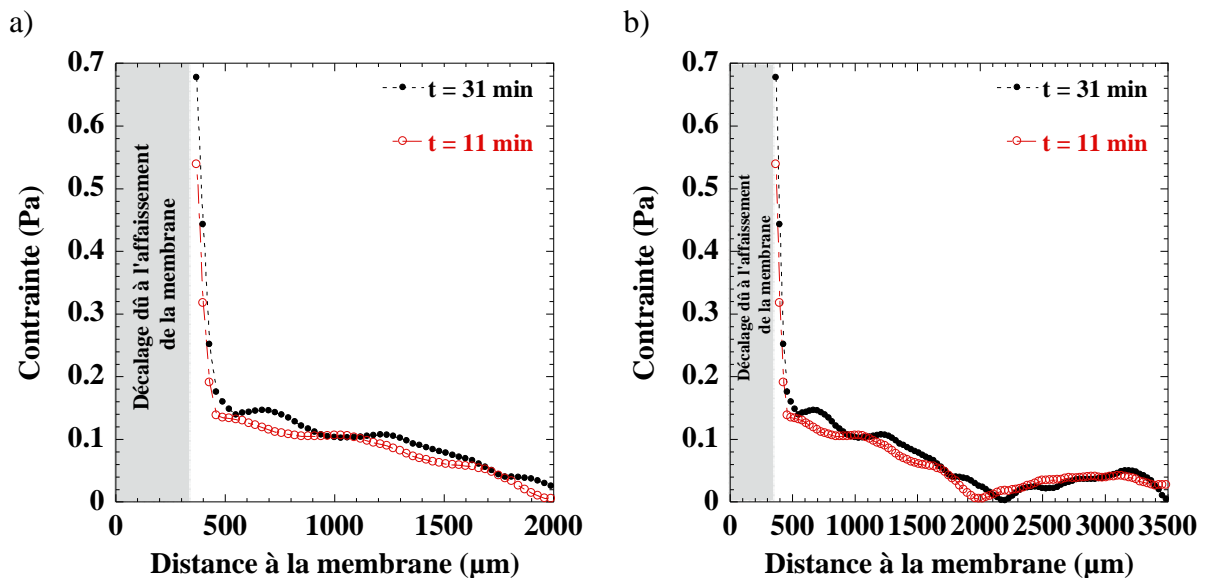 a)
0.7
0.6
0.5
0.4
0.3
0.2
0.1
0
Contrainte (Pa)
Décalage dû à l'affaissement
de la membrane
t = 31 min
t = 11 min
0 500 1000 1500 2000
Distance à la membrane (µm)
b)
0.7
0.6
0.5
0.4
0.3
0.2
0.1
0
Contrainte (Pa)
Décalage dû à l'affaissement
de la membrane
t = 31 min
t = 11 min
0 500 1000 1500 2000 2500 3000 3500
Distance à la membrane (µm)